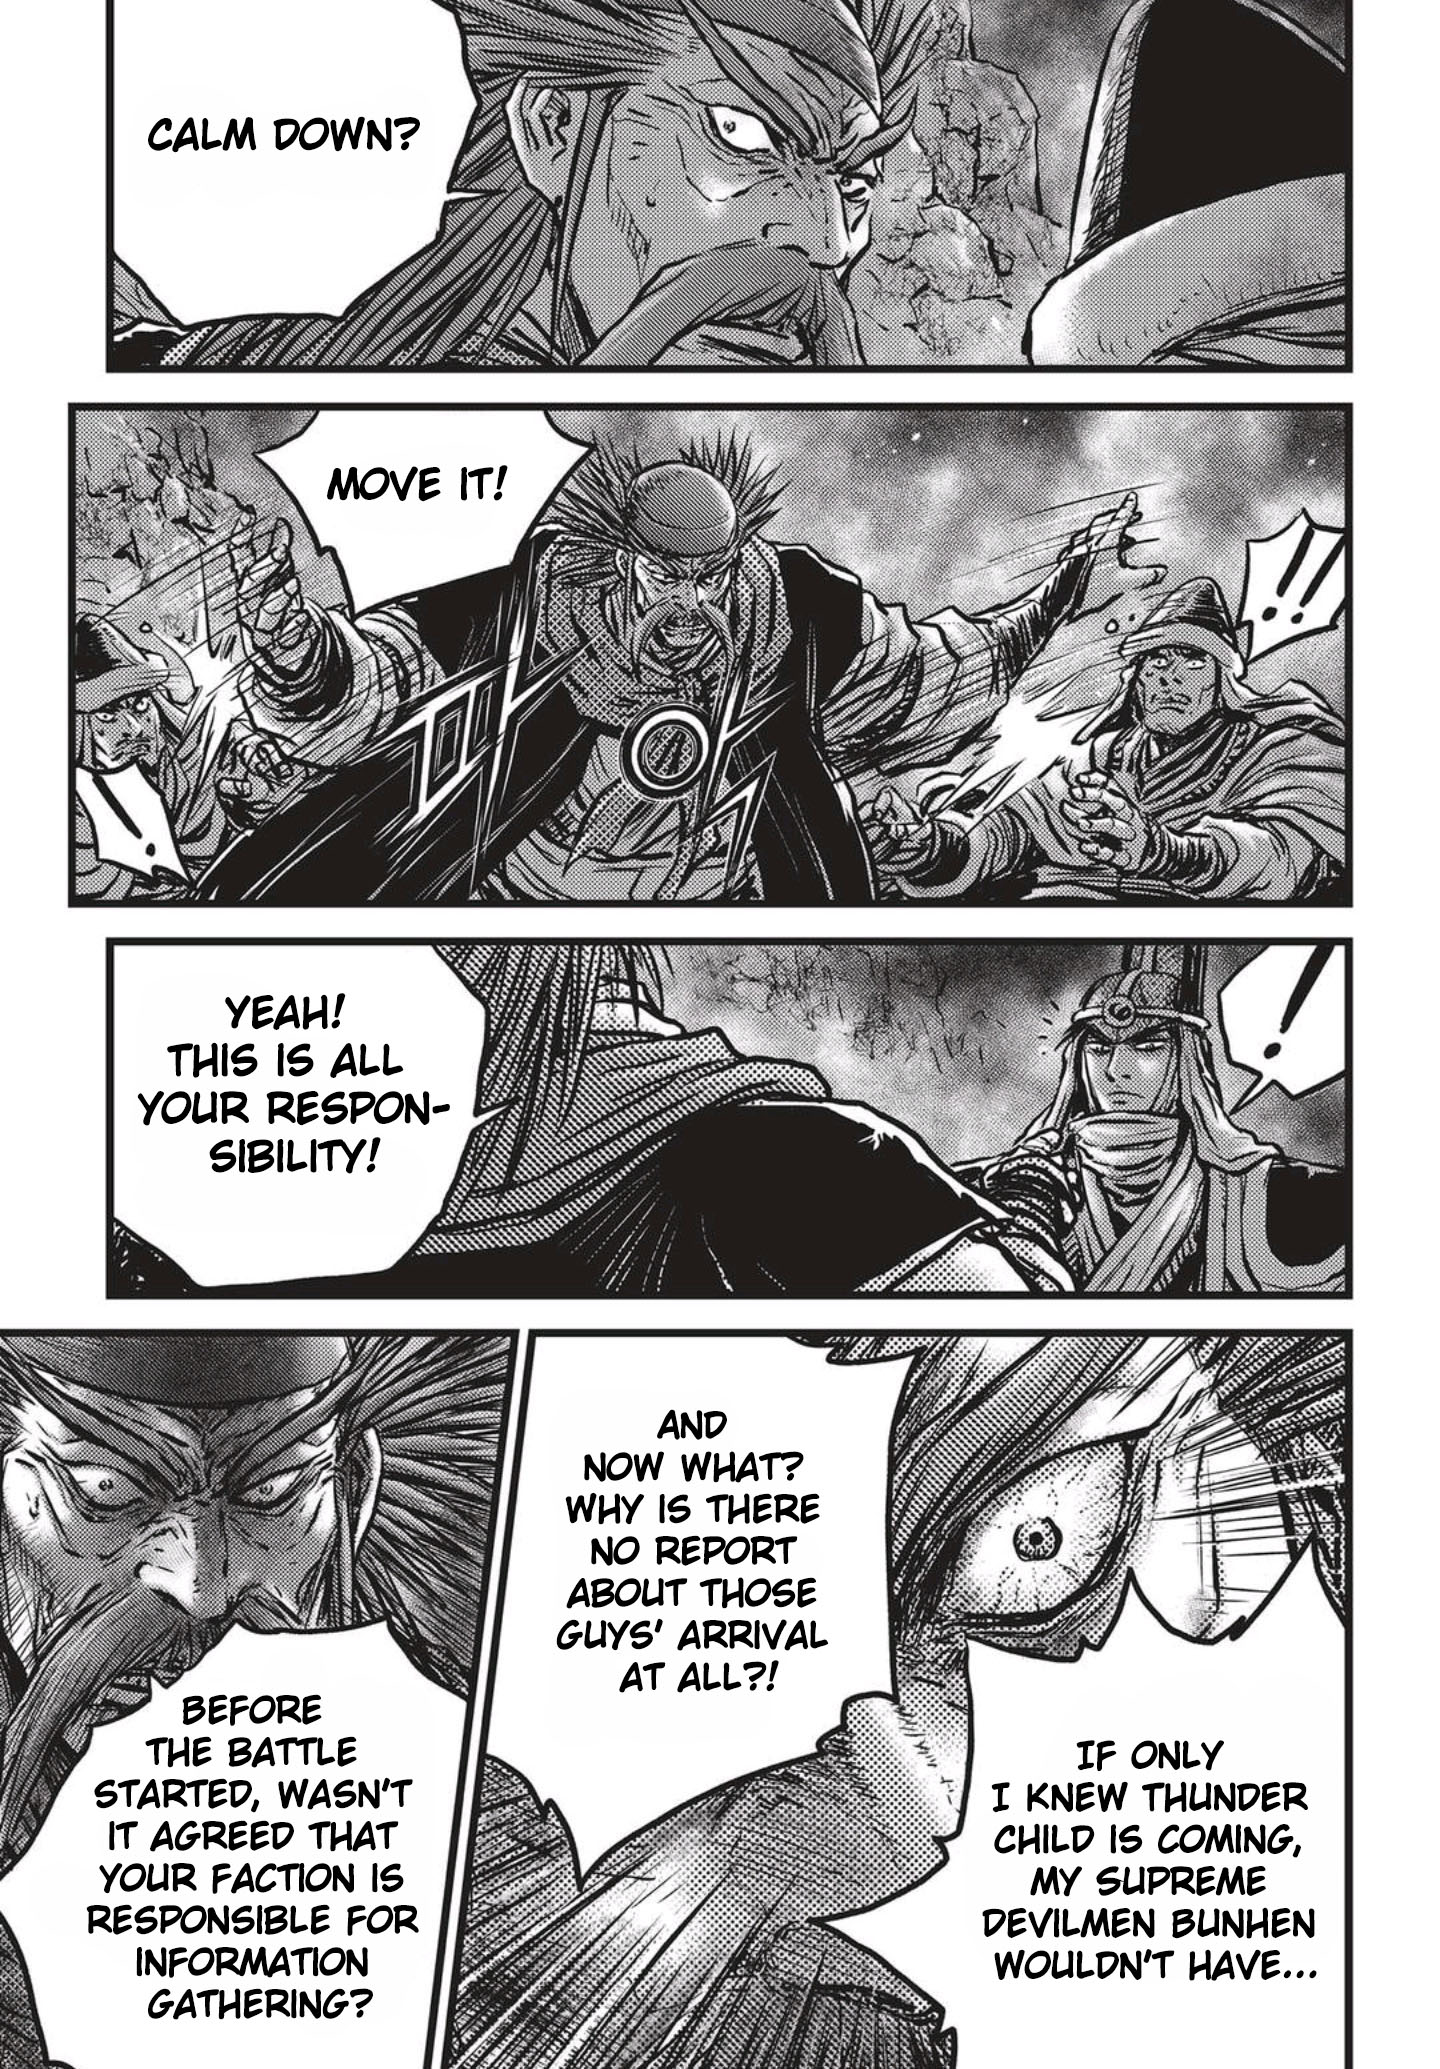 CALM DOWN?
MOVE IT!
!!
!!
YEAH!
THIS IS ALL
YOUR RESPON-
SIBILITY!
!
IF ONLY
I KNEW THUNDER
CHILD IS COMING,
MY SUPREME
DEVILMEN BUNHEN
WOULDN'T HAVE...
AND
NOW WHAT?
WHY IS THERE
NO REPORT
ABOUT THOSE
GUYS' ARRIVAL
AT ALL?!
BEFORE
THE BATTLE
STARTED, WASN'T
IT AGREED THAT
YOUR FACTION IS
RESPONSIBLE FOR
INFORMATION
GATHERING?